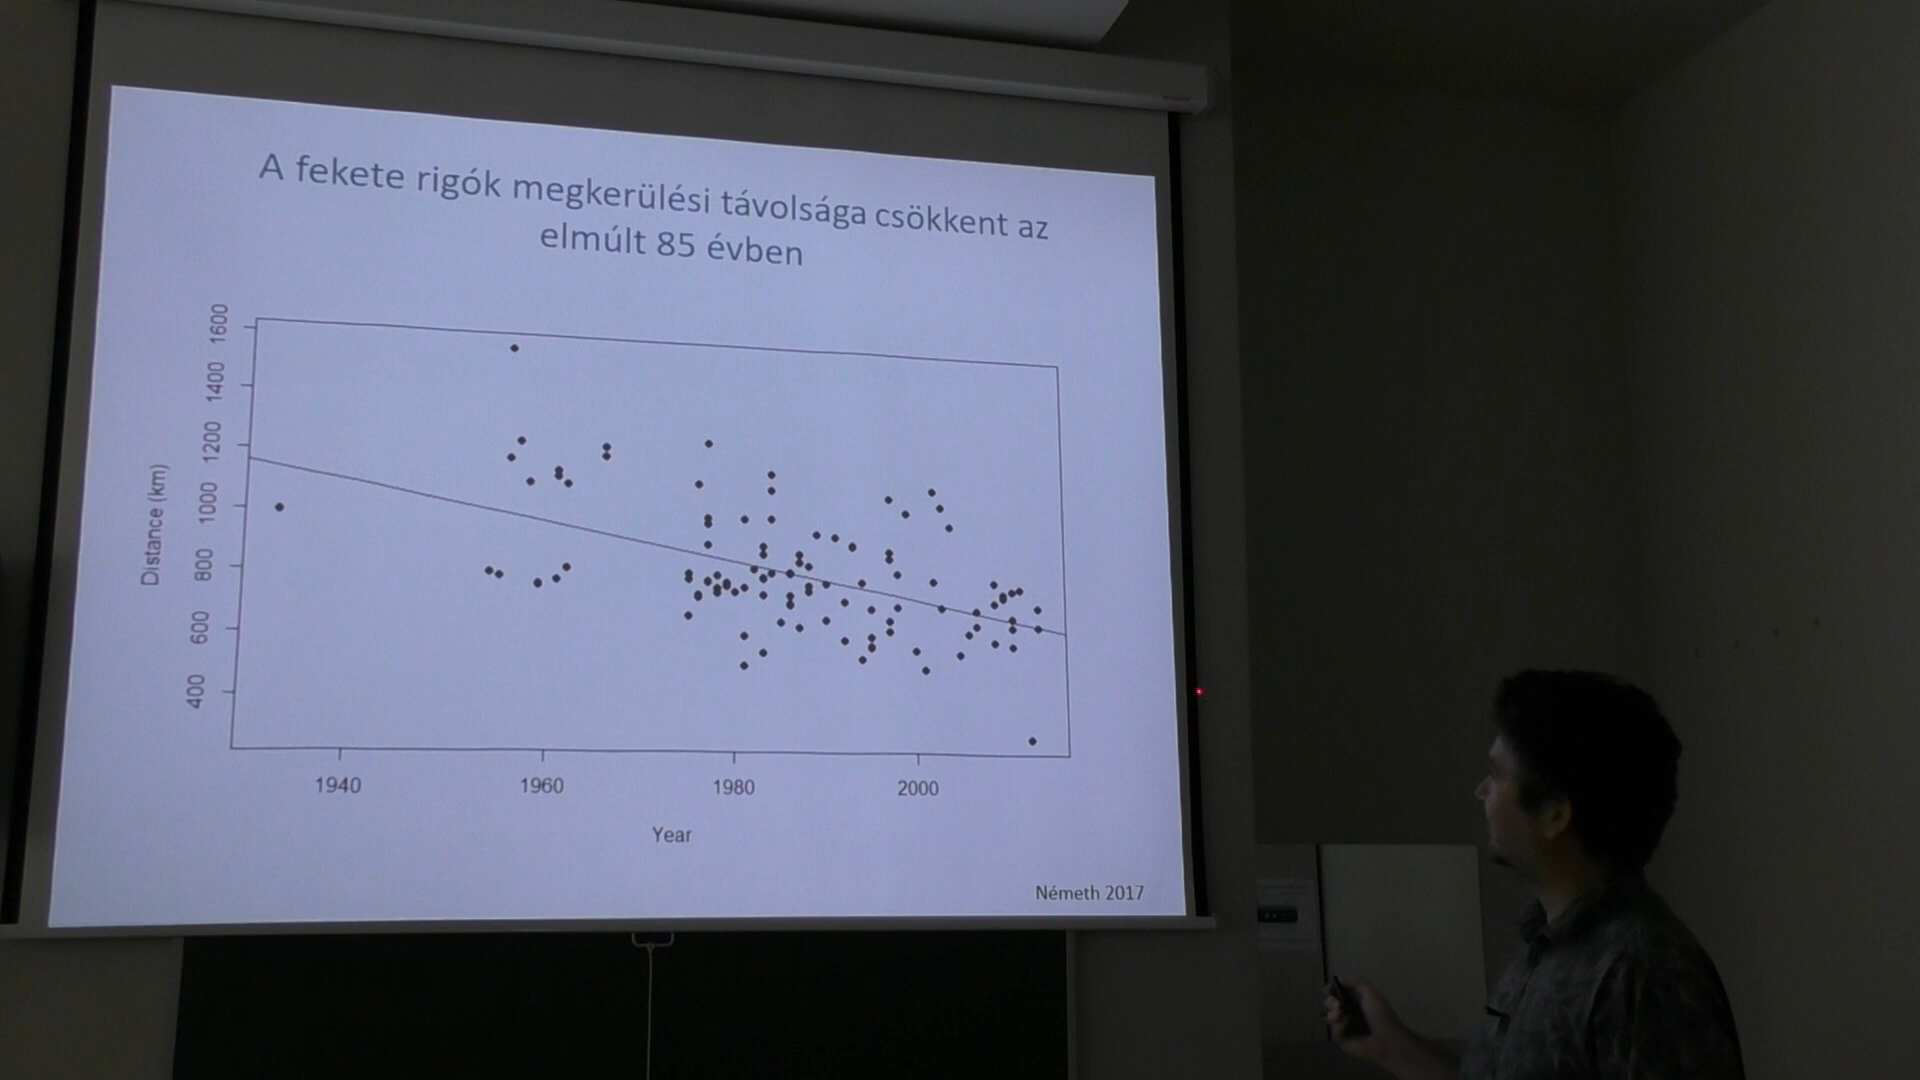 A fekete rigók megkerülési távolsága csökkent az
elmúlt 85 évben
1600
1400
1200
1000
800
600
400
Distance (km)
1940 1960 1980 2000
Year
Németh 2017